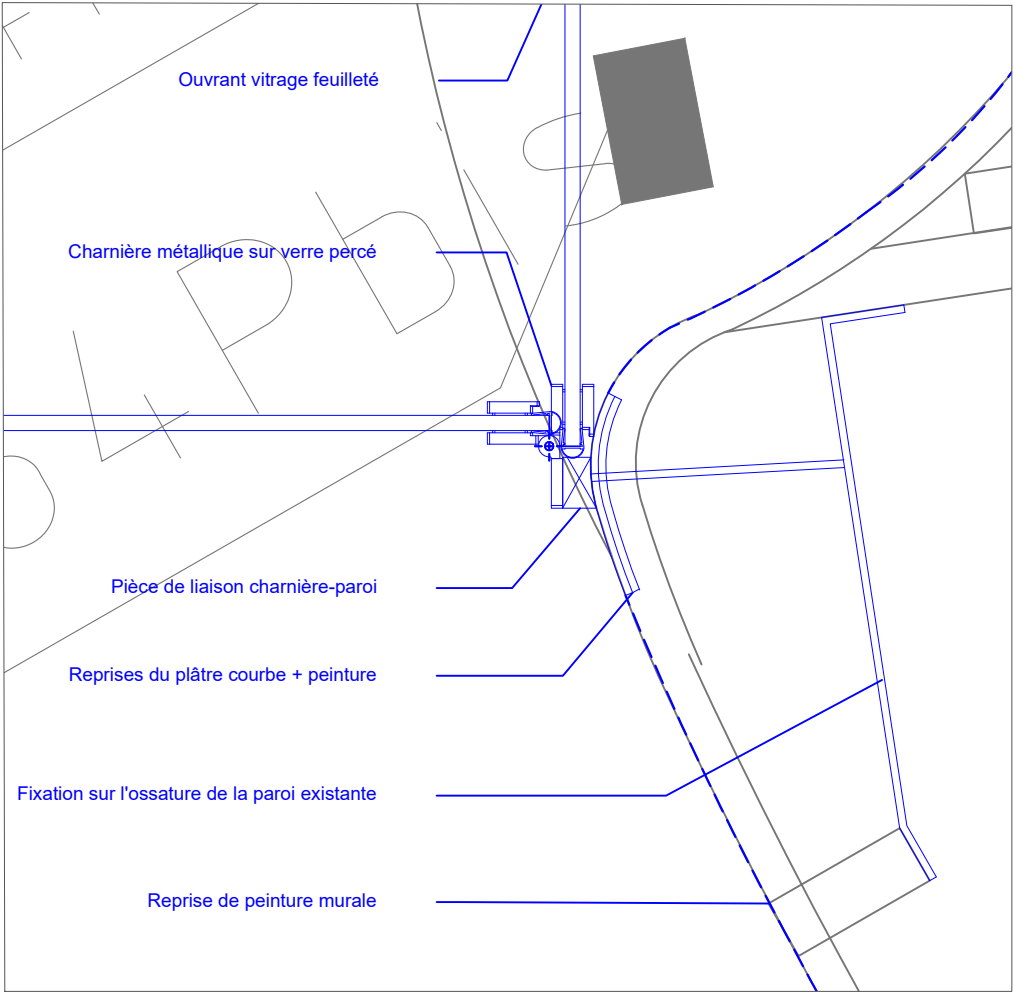 Ouvrant vitrage feuilleté
Charnière métallique sur verre percé
Pièce de liaison charnière-paroi
Reprises du plâtre courbe + peinture
Fixation sur l'ossature de la paroi existante
Reprise de peinture murale